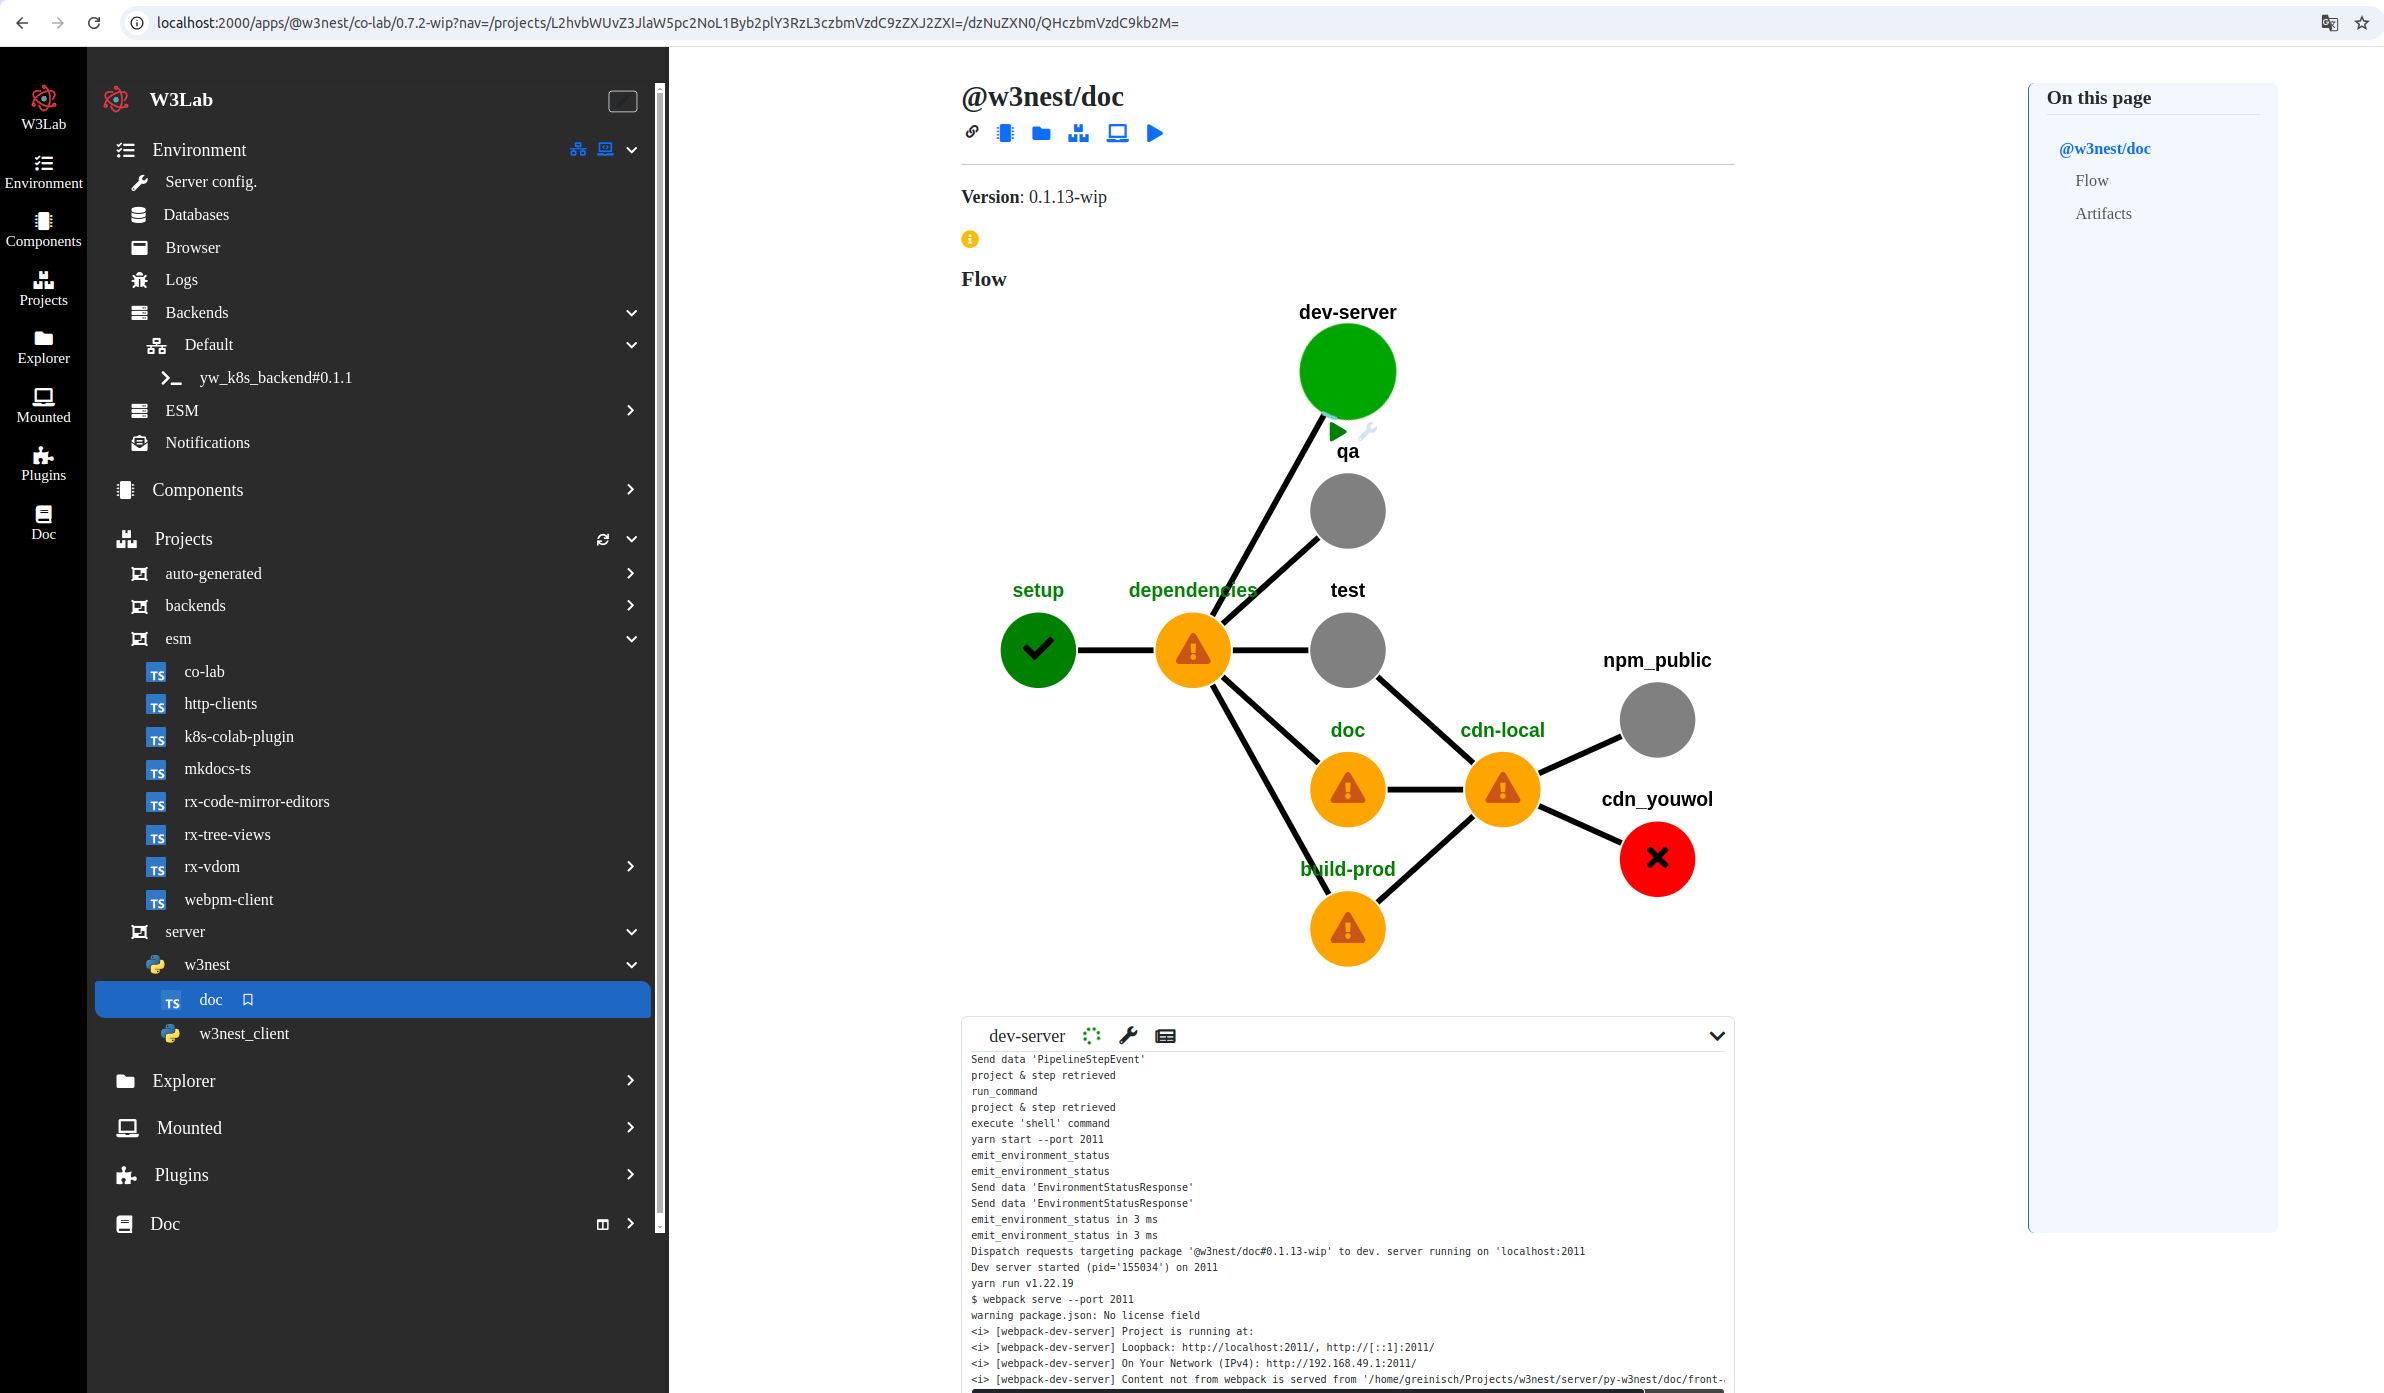 localhost:2000/apps/@w3nest/co-lab/0.7.2-wip?nav=/projects/L2hvbWUvZ3JlaW5pc2NoL1Byb2plY3RzL3czbmVzdC9zZXJ2ZXI=/dzNuZXN0/QHczbmVzdC9kb2M=
W3Lab
Environment
Components
Projects
Explorer
Mounted
Plugins
Doc
W3Lab
Environment
Server config.
Databases
Browser
Logs
Backends
Default
yw_k8s_backend#0.1.1
ESM
Notifications
Components
Projects
auto-generated
backends
esm
TS co-lab
TS http-clients
TS k8s-colab-plugin
TS mkdocs-ts
TS rx-code-mirror-editors
TS rx-tree-views
TS rx-vdom
TS webpm-client
server
w3nest
TS doc
w3nest_client
Explorer
Mounted
Plugins
Doc
@w3nest/doc
Version: 0.1.13-wip
Flow
dev-server
qa
setup
dependencies
test
npm_public
doc
cdn-local
cdn_youwol
build-prod
dev-server
Send data 'PipelineStepEvent'
project & step retrieved
run_command
project & step retrieved
execute 'shell' command
yarn start --port 2011
emit_environment_status
emit_environment_status
Send data 'EnvironmentStatusResponse'
Send data 'EnvironmentStatusResponse'
emit_environment_status in 3 ms
emit_environment_status in 3 ms
Dispatch requests targeting package '@w3nest/doc#0.1.13-wip' to dev. server running on 'localhost:2011
Dev server started (pid='155034') on 2011
yarn run v1.22.19
$ webpack serve --port 2011
warning package.json: No license field
<i> [webpack-dev-server] Project is running at:
<i> [webpack-dev-server] Loopback: http://localhost:2011/, http://[::1]:2011/
<i> [webpack-dev-server] On Your Network (IPv4): http://192.168.49.1:2011/
<i> [webpack-dev-server] Content not from webpack is served from '/home/greinisch/Projects/w3nest/server/py-w3nest/doc/front-
On this page
@w3nest/doc
Flow
Artifacts